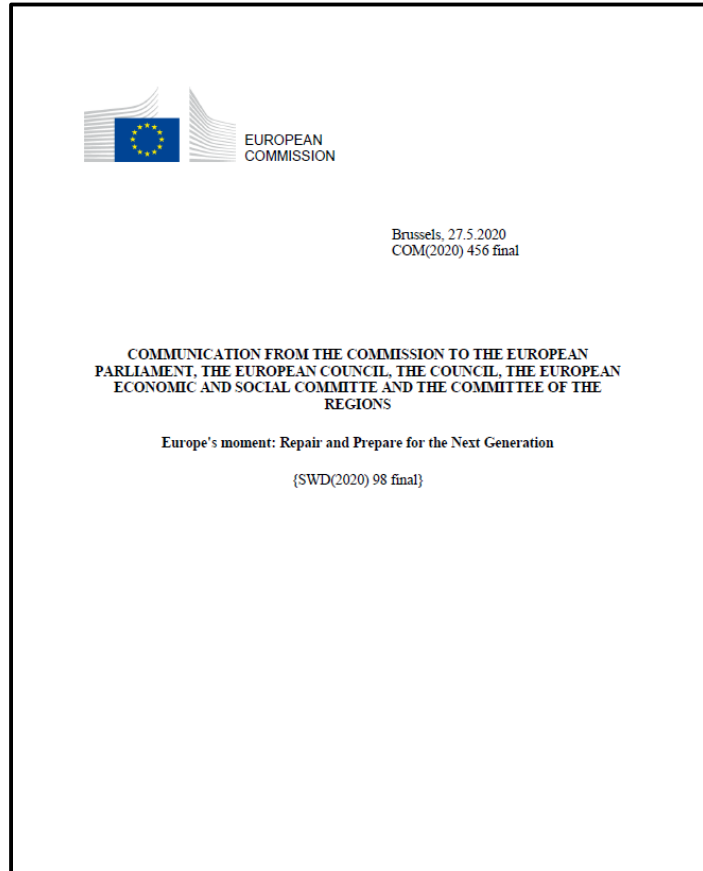 EUROPEAN
COMMISSION
Brussels, 27.5.2020
COM(2020) 456 final
COMMUNICATION FROM THE COMMISSION TO THE EUROPEAN
PARLIAMENT, THE EUROPEAN COUNCIL, THE COUNCIL, THE EUROPEAN
ECONOMIC AND SOCIAL COMMITTE AND THE COMMITTEE OF THE
REGIONS
Europe's moment: Repair and Prepare for the Next Generation
{SWD(2020) 98 final}